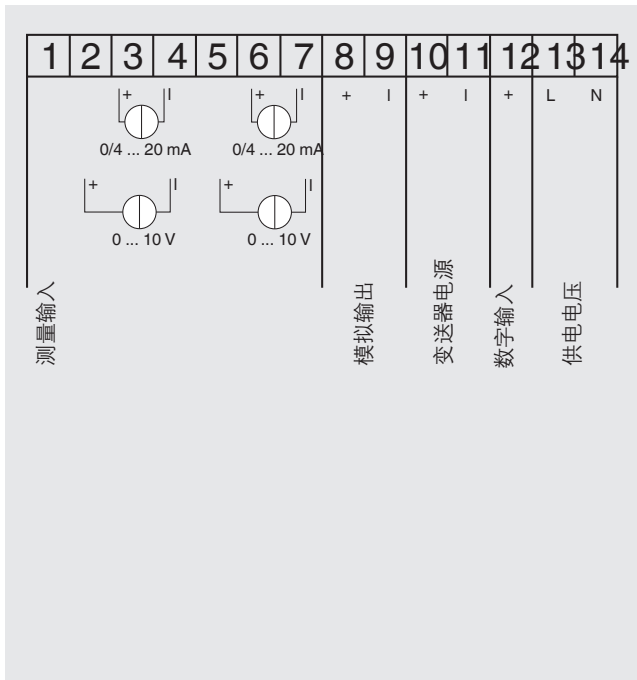 1 2 3 4 5 6 7 8 9 10 11 12 13 14
+ I + I + I + I + L N
0/4 ... 20 mA 0/4 ... 20 mA
+ I + I
0 ... 10 V 0 ... 10 V
测量输入
模拟输出
变送器电源
数字输入
供电电压